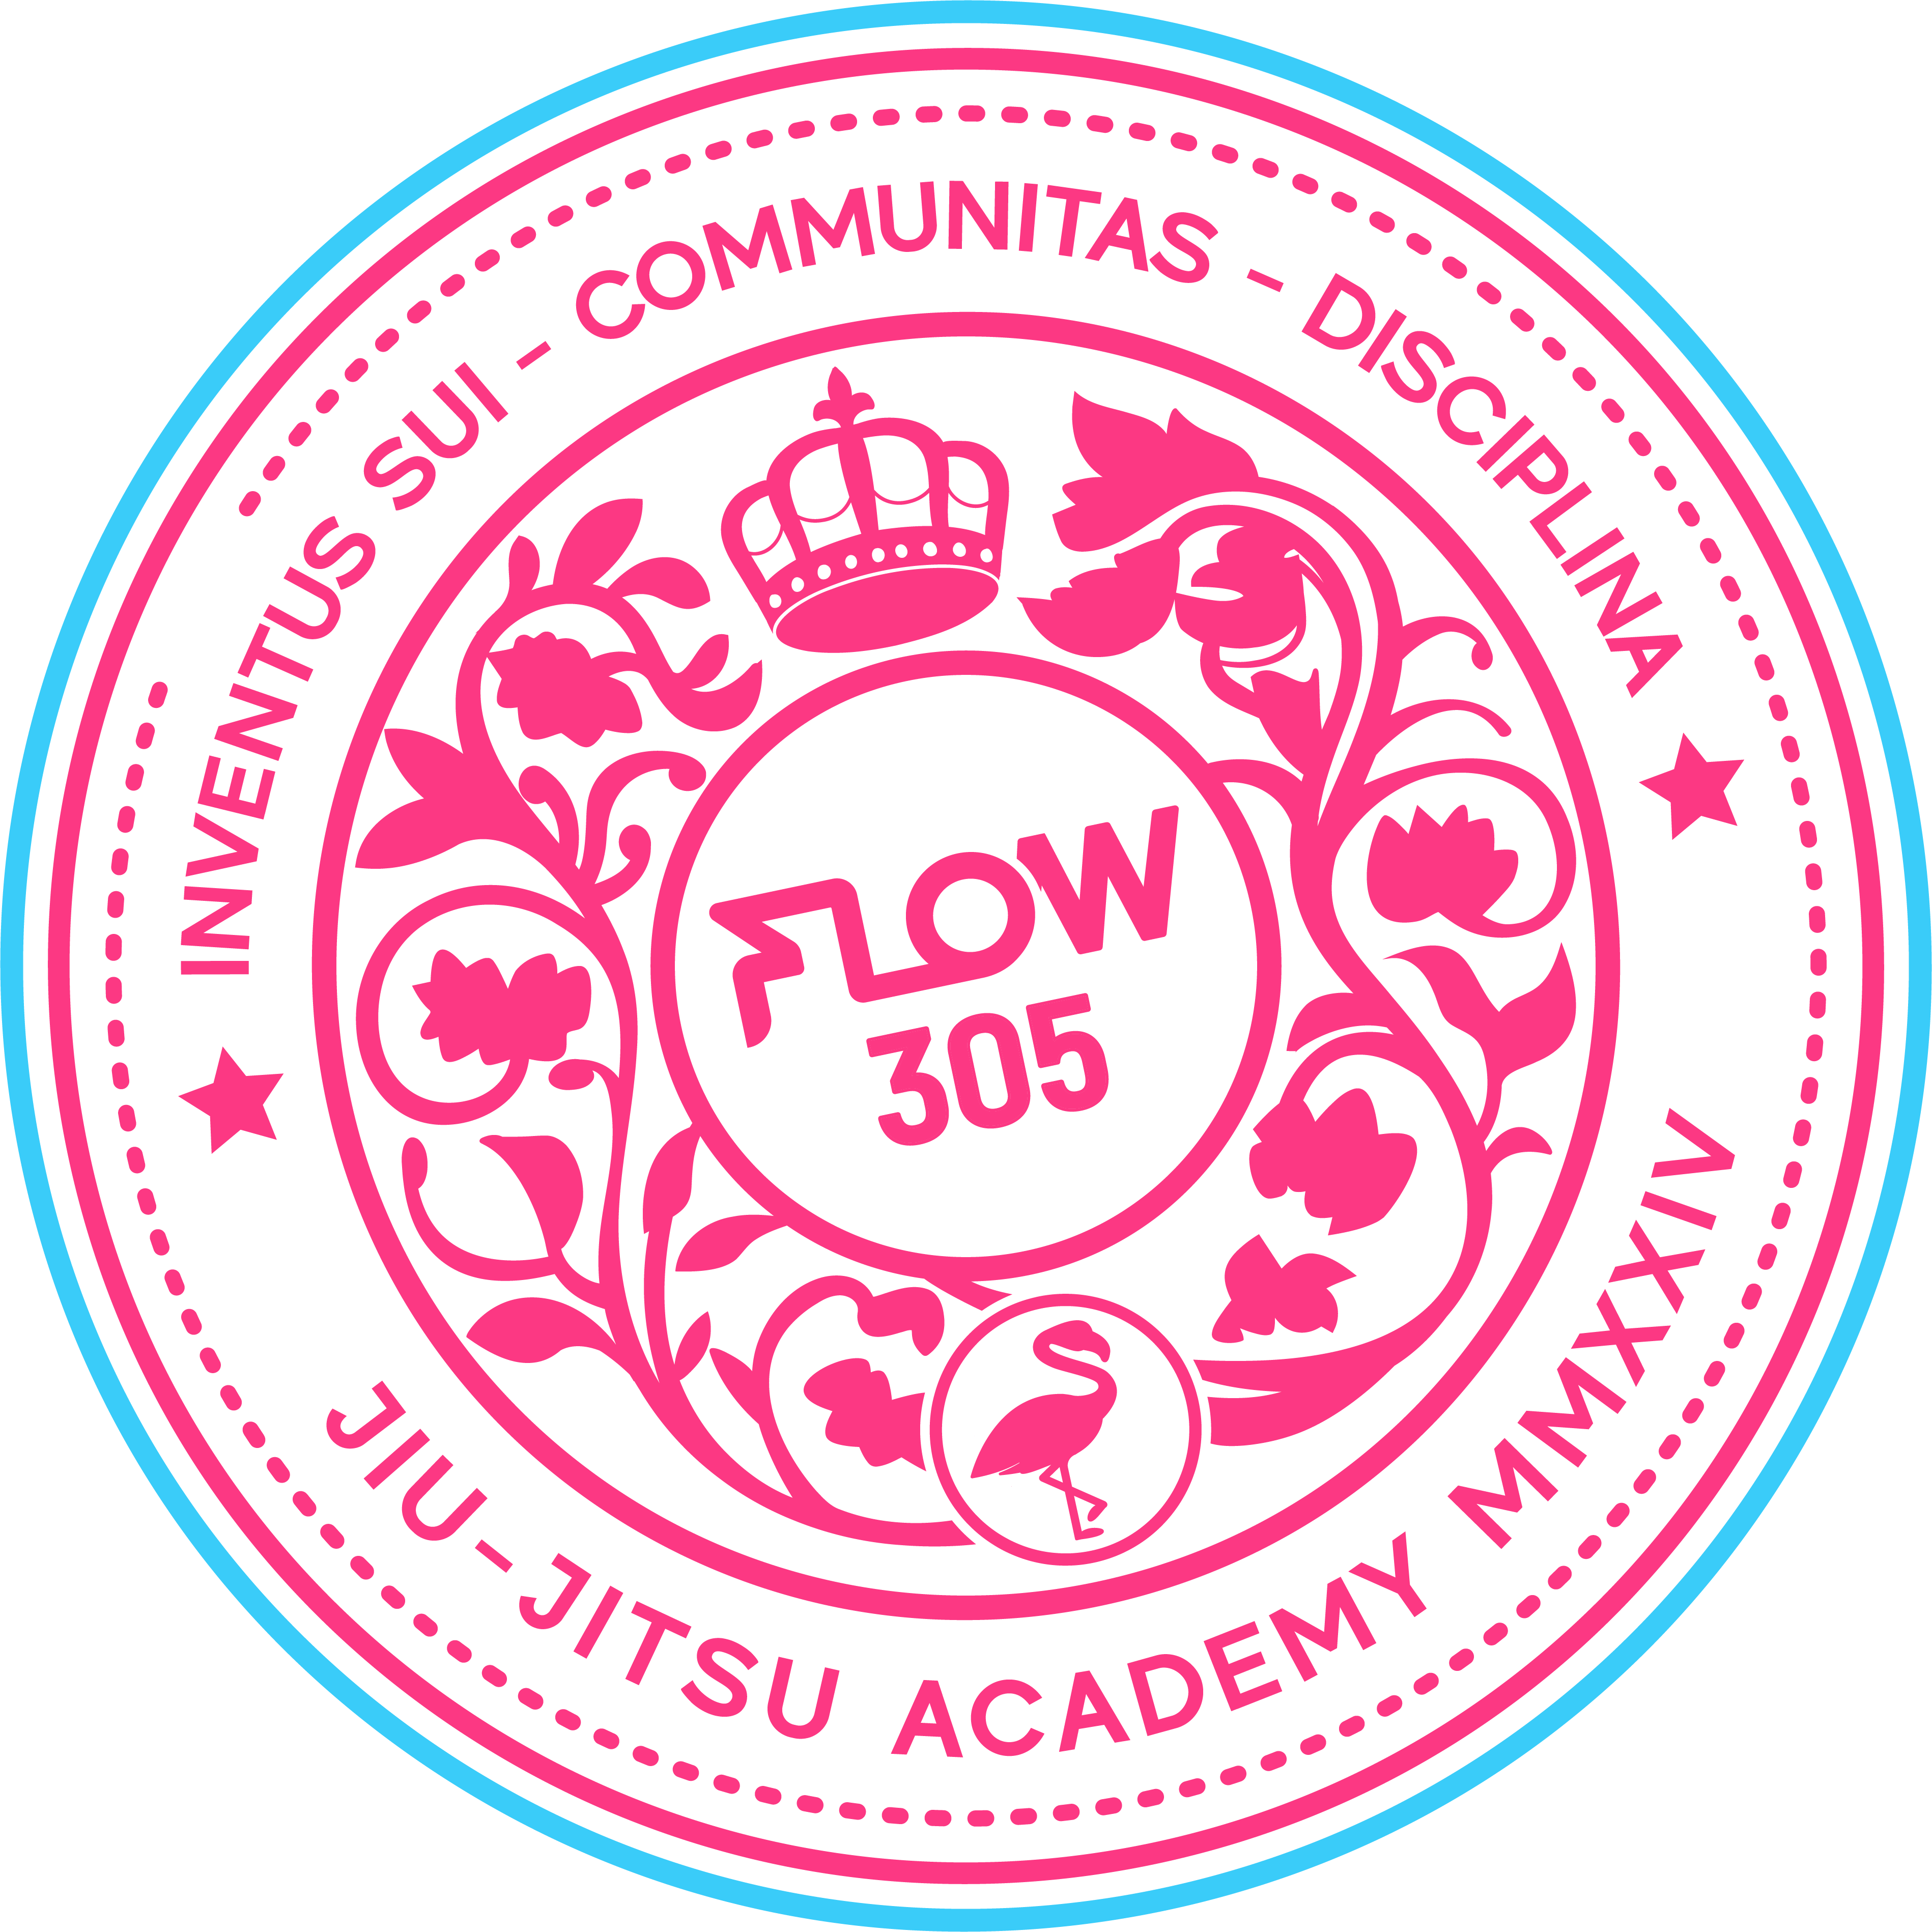 INVENTUS SUI - COMMUNITAS - DISCIPLINA
FLOW
305
JIU - JITSU ACADEMY MMXXIV